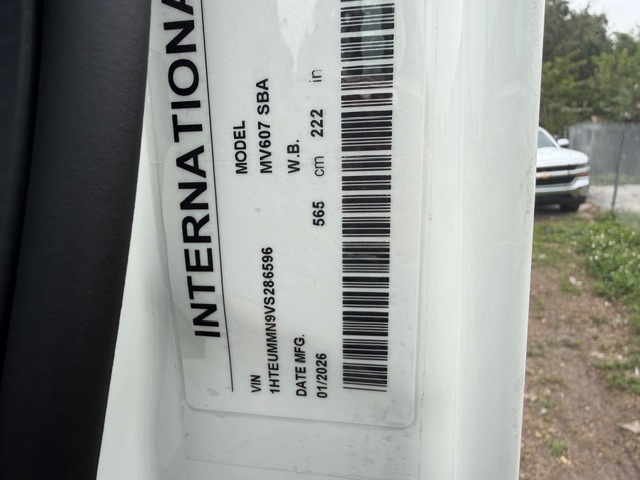 INTERNATIONA
VIN
1HTEUMMN9VS286596
MODEL
MV607 SBA
DATE MFG.
01/2026
W.B.
565 cm 222 in